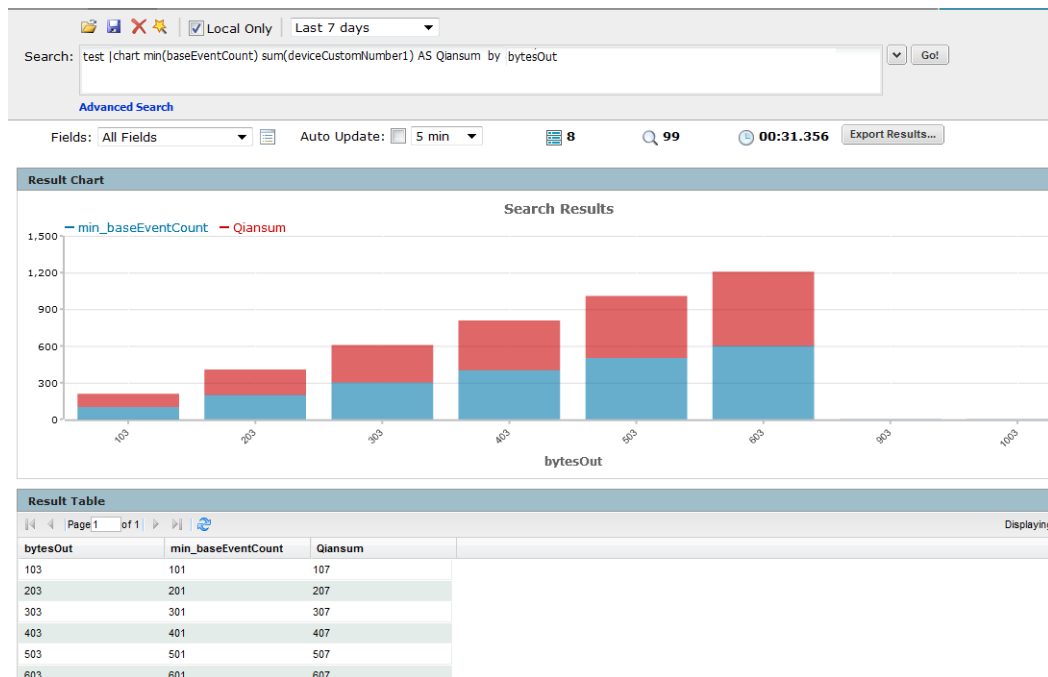 Local Only Last 7 days
Search: test |chart min(baseEventCount) sum(deviceCustomNumber1) AS Qiansum by bytesOut Go!
Advanced Search
Fields: All Fields Auto Update: 5 min 8 99 00:31.356 Export Results...
Result Chart
Search Results
min_baseEventCount Qiansum
1,500
1,200
900
600
300
0
103 203 303 403 503 603 903 1003
bytesOut
Result Table
Page 1 of 1 Displaying
bytesOut min_baseEventCount Qiansum
103 101 107
203 201 207
303 301 307
403 401 407
503 501 507
603 601 607